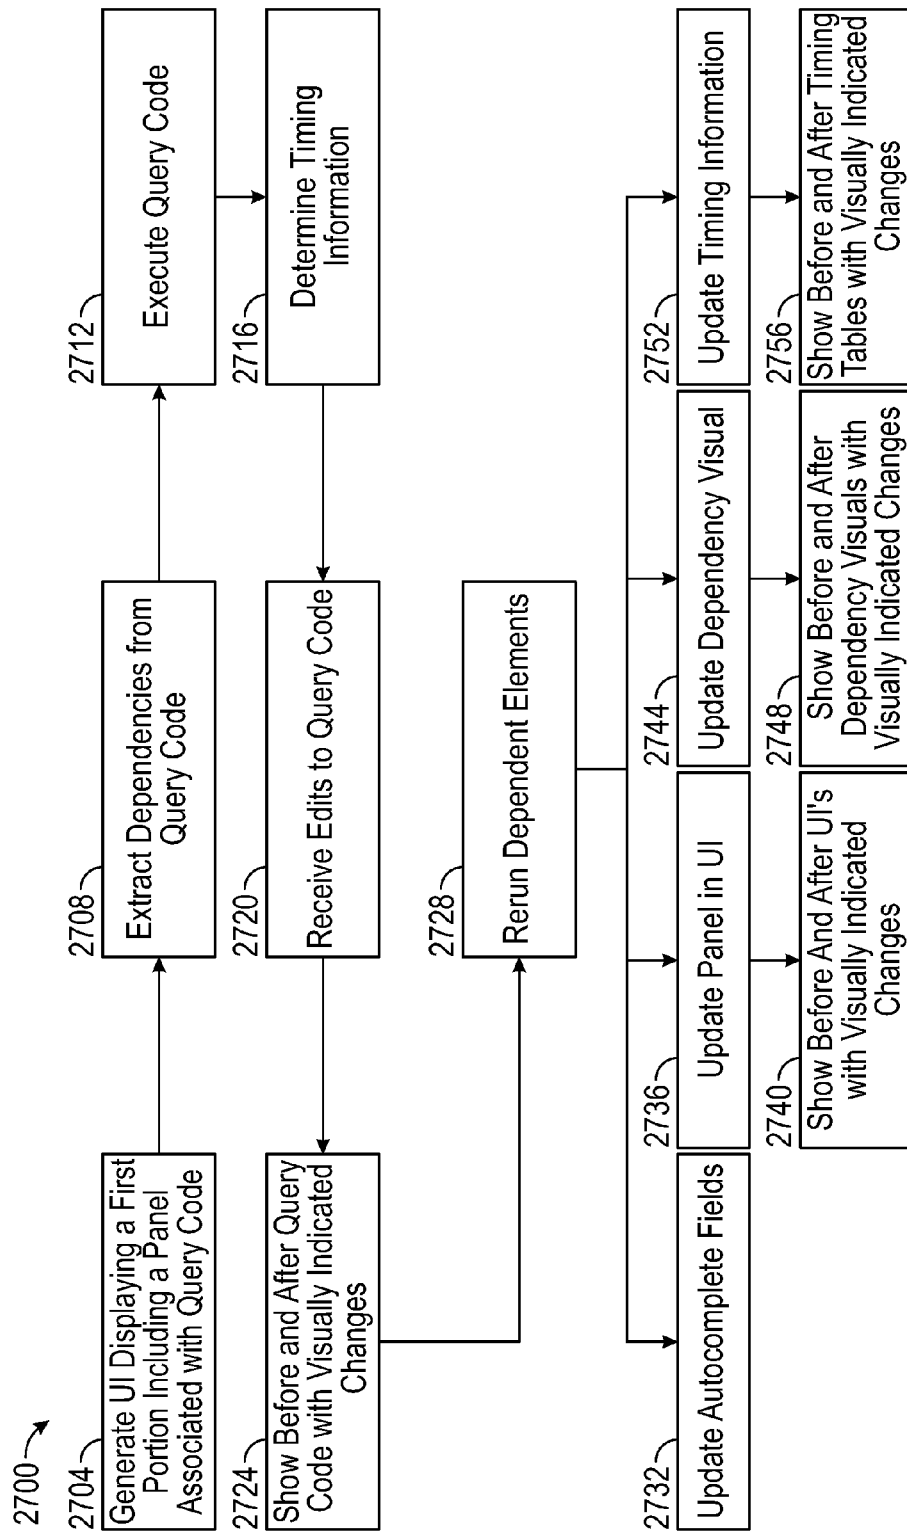 2700
2704
Generate UI Displaying a First
Portion Including a Panel
Associated with Query Code
2708
Extract Dependencies from
Query Code
2712
Execute Query Code
2716
Determine Timing
Information
2720
Receive Edits to Query Code
2724
Show Before and After Query
Code with Visually Indicated
Changes
2728
Rerun Dependent Elements
2732
Update Autocomplete Fields
2736
Update Panel in UI
2740
Show Before And After UI's
with Visually Indicated
Changes
2744
Update Dependency Visual
2748
Show Before and After
Dependency Visuals with
Visually Indicated Changes
2752
Update Timing Information
2756
Show Before and After Timing
Tables with Visually Indicated
Changes